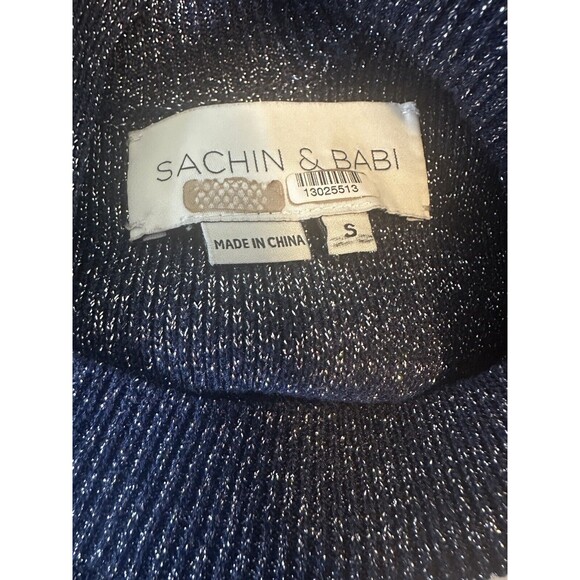 SACHIN & BABI
13025513
MADE IN CHINA
S